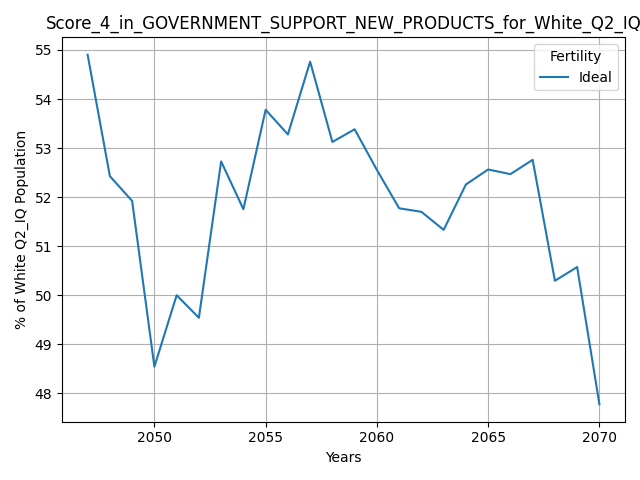 Score_4_in_GOVERNMENT_SUPPORT_NEW_PRODUCTS_for_White_Q2_IQ
Fertility
Ideal
% of White Q2_IQ Population
55
54
53
52
51
50
49
48
2050
2055
2060
2065
2070
Years